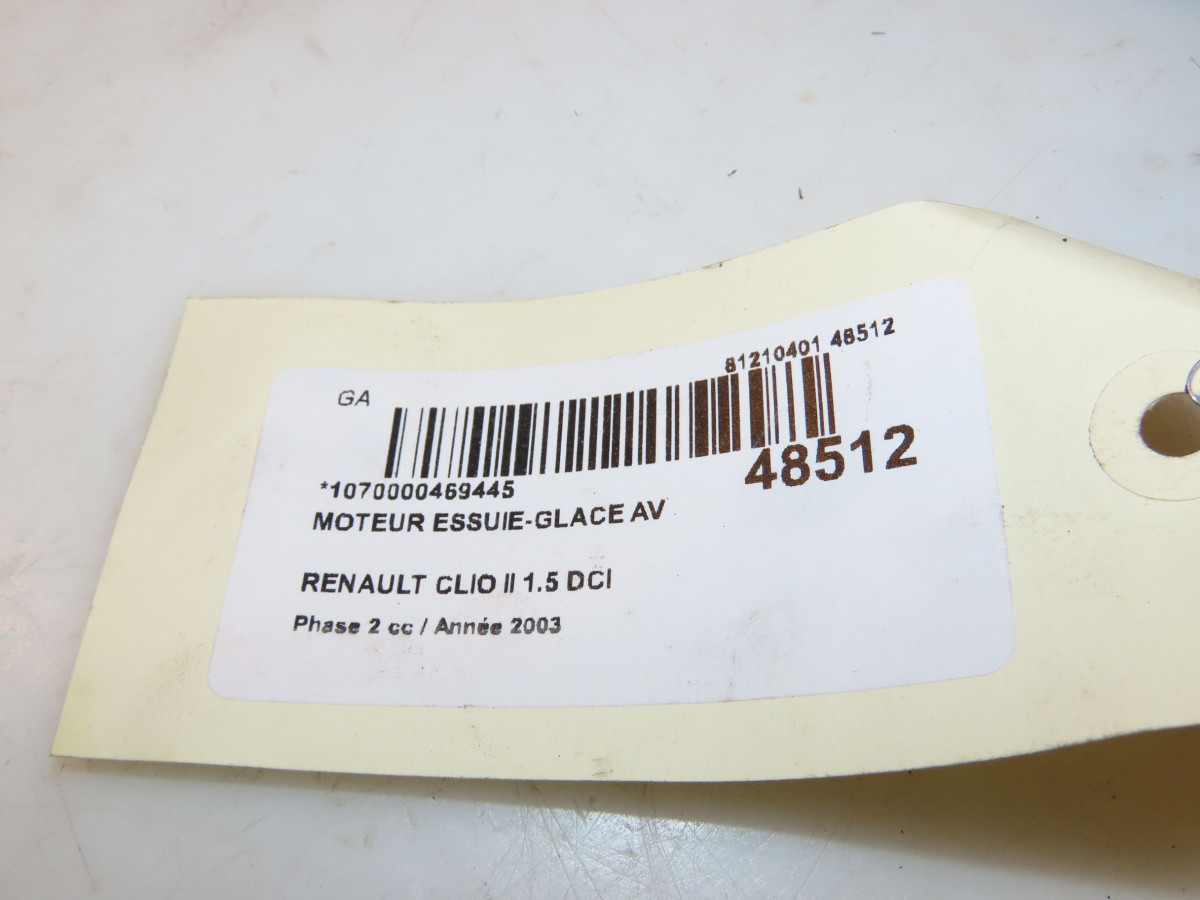 81210401 48512
GA
48512
*1070000469445
MOTEUR ESSUIE-GLACE AV
RENAULT CLIO II 1.5 DCI
Phase 2 cc / Année 2003